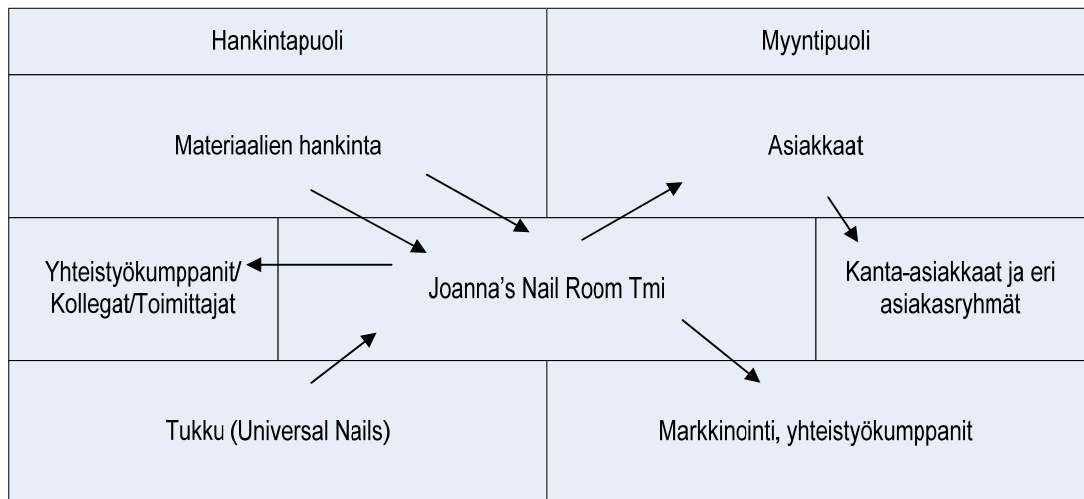 Hankintapuoli
Myyntipuoli
Materiaalien hankinta
Asiakkaat
Yhteistyökumppanit/
Kollegat/Toimittajat
Joanna’s Nail Room Tmi
Kanta-asiakkaat ja eri
asiakasryhmät
Tukku (Universal Nails)
Markkinointi, yhteistyökumppanit